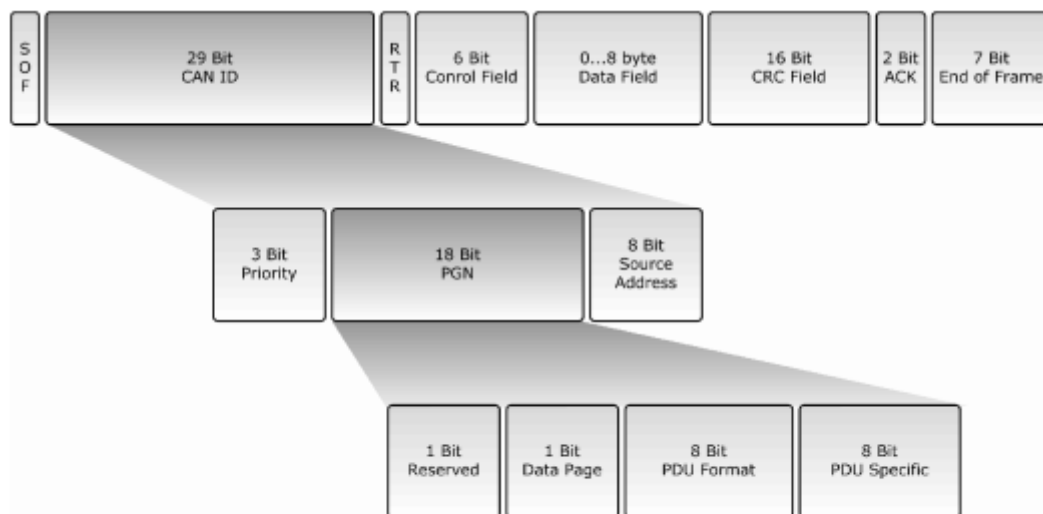 S
O
F
29 Bit
CAN ID
R
T
R
6 Bit
Conrol Field
0...8 byte
Data Field
16 Bit
CRC Field
2 Bit
ACK
7 Bit
End of Frame
3 Bit
Priority
18 Bit
PGN
8 Bit
Source
Address
1 Bit
Reserved
1 Bit
Data Page
8 Bit
PDU Format
8 Bit
PDU Specific